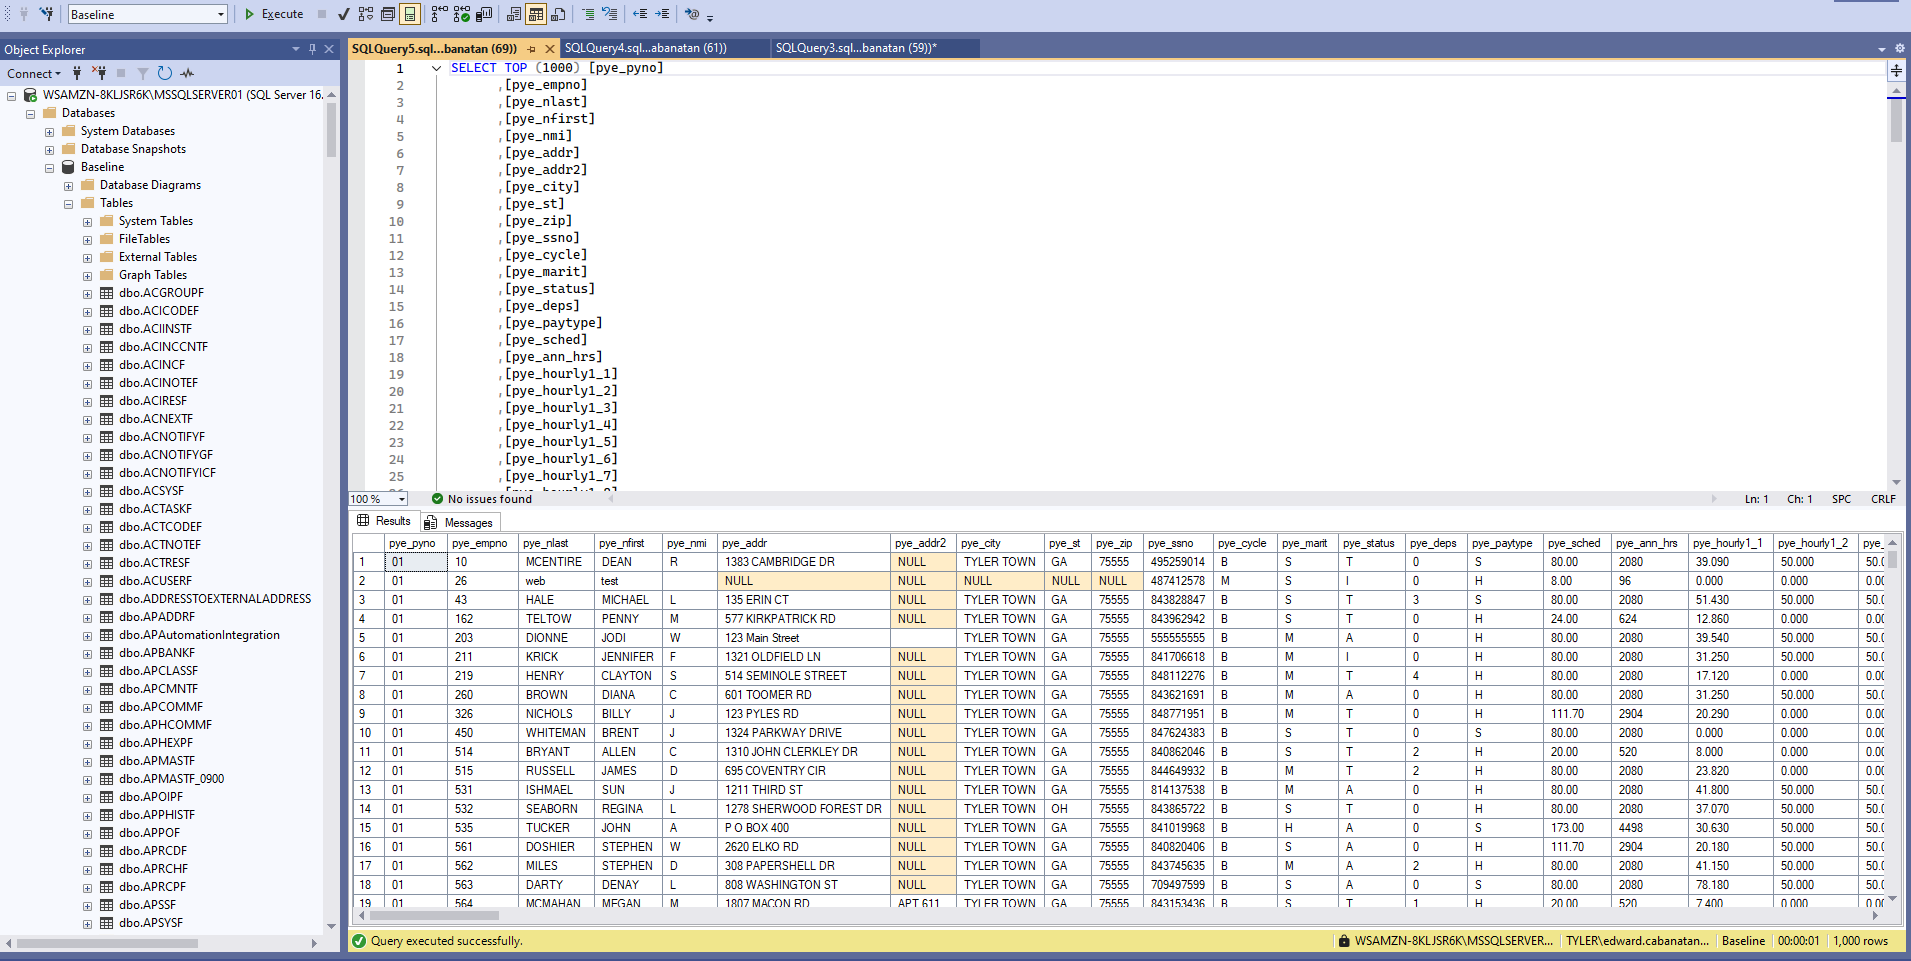 Baseline
Execute
Object Explorer
SQLQuery5.sql...banatan (69))
SQLQuery4.sql...abanatan (61))
SQLQuery3.sql...banatan (59))*
Connect
WSAMZN-8KLJSR6K\MSSQLSERVER01 (SQL Server 16.
Databases
System Databases
Database Snapshots
Baseline
Database Diagrams
Tables
System Tables
FileTables
External Tables
Graph Tables
dbo.ACGROUPF
dbo.ACICODEF
dbo.ACIINSTF
dbo.ACINCCNTF
dbo.ACINCF
dbo.ACINOTEF
dbo.ACIRESF
dbo.ACNEXTF
dbo.ACNOTIFYF
dbo.ACNOTIFYGF
dbo.ACNOTIFYICF
dbo.ACSYSF
dbo.ACTASKF
dbo.ACTCODEF
dbo.ACTNOTEF
dbo.ACTRESF
dbo.ACUSERF
dbo.ADDRESSTOEXTERNALADDRESS
dbo.APADDRF
dbo.APAutomationIntegration
dbo.APBANKF
dbo.APCLASSF
dbo.APCMNTF
dbo.APCOMMF
dbo.APHCOMMF
dbo.APHEXPF
dbo.APMASTF
dbo.APMASTF_0900
dbo.APOIPF
dbo.APPHISTF
dbo.APPOF
dbo.APRCDF
dbo.APRCHF
dbo.APRCPF
dbo.APSSF
dbo.APSYSF
1 SELECT TOP (1000) [pye_pyno]
2 ,[pye_empno]
3 ,[pye_nlast]
4 ,[pye_nfirst]
5 ,[pye_nmi]
6 ,[pye_addr]
7 ,[pye_addr2]
8 ,[pye_city]
9 ,[pye_st]
10 ,[pye_zip]
11 ,[pye_ssno]
12 ,[pye_cycle]
13 ,[pye_marit]
14 ,[pye_status]
15 ,[pye_deps]
16 ,[pye_paytype]
17 ,[pye_sched]
18 ,[pye_ann_hrs]
19 ,[pye_hourly1_1]
20 ,[pye_hourly1_2]
21 ,[pye_hourly1_3]
22 ,[pye_hourly1_4]
23 ,[pye_hourly1_5]
24 ,[pye_hourly1_6]
25 ,[pye_hourly1_7]
100 % No issues found Ln: 1 Ch: 1 SPC CRLF
Results Messages
pye_pyno pye_empno pye_nlast pye_nfirst pye_nmi pye_addr pye_addr2 pye_city pye_st pye_zip pye_ssno pye_cycle pye_marit pye_status pye_deps pye_paytype pye_sched pye_ann_hrs pye_hourly1_1 pye_hourly1_2 pye_
1 01 10 MCENTIRE DEAN R 1383 CAMBRIDGE DR NULL TYLER TOWN GA 75555 495259014 B S T 0 S 80.00 2080 39.090 50.000 50.0
2 01 26 web test NULL NULL NULL NULL NULL 487412578 M S I 0 H 8.00 96 0.000 0.000 0.00
3 01 43 HALE MICHAEL L 135 ERIN CT NULL TYLER TOWN GA 75555 843828847 B S T 3 S 80.00 2080 51.430 50.000 50.0
4 01 162 TELTOW PENNY M 577 KIRKPATRICK RD NULL TYLER TOWN GA 75555 843962942 B S T 0 H 24.00 624 12.860 0.000 0.00
5 01 203 DIONNE JODI W 123 Main Street TYLER TOWN GA 75555 555555555 B M A 0 H 80.00 2080 39.540 50.000 50.0
6 01 211 KRICK JENNIFER F 1321 OLDFIELD LN NULL TYLER TOWN GA 75555 841706618 B M I 0 H 80.00 2080 31.250 50.000 50.0
7 01 219 HENRY CLAYTON S 514 SEMINOLE STREET NULL TYLER TOWN GA 75555 848112276 B M T 4 H 80.00 2080 17.120 0.000 0.00
8 01 260 BROWN DIANA C 601 TOOMER RD NULL TYLER TOWN GA 75555 843621691 B M A 0 H 80.00 2080 31.250 50.000 50.0
9 01 326 NICHOLS BILLY J 123 PYLES RD NULL TYLER TOWN GA 75555 848771951 B M T 0 H 111.70 2904 20.290 0.000 0.00
10 01 450 WHITEMAN BRENT J 1324 PARKWAY DRIVE NULL TYLER TOWN GA 75555 847624383 B S T 0 S 80.00 2080 0.000 50.000 50.0
11 01 514 BRYANT ALLEN C 1310 JOHN CLERKLEY DR NULL TYLER TOWN GA 75555 840862046 B S T 2 H 20.00 520 8.000 0.000 0.00
12 01 515 RUSSELL JAMES D 695 COVENTRY CIR NULL TYLER TOWN GA 75555 844649932 B M T 2 H 80.00 2080 23.820 0.000 0.00
13 01 531 ISHMAEL SUN J 1211 THIRD ST NULL TYLER TOWN GA 75555 814137538 B M A 0 H 80.00 2080 41.800 50.000 50.0
14 01 532 SEABORN REGINA L 1278 SHERWOOD FOREST DR NULL TYLER TOWN OH 75555 843865722 B S T 0 H 80.00 2080 37.070 50.000 50.0
15 01 535 TUCKER JOHN A P O BOX 400 NULL TYLER TOWN GA 75555 841019968 B H A 0 S 173.00 4498 30.630 50.000 50.0
16 01 561 DOSHIER STEPHEN W 2620 ELKO RD NULL TYLER TOWN GA 75555 840820406 B S A 0 H 111.70 2904 20.180 50.000 50.0
17 01 562 MILES STEPHEN D 308 PAPERSHELL DR NULL TYLER TOWN GA 75555 843745635 B M A 2 H 80.00 2080 41.150 50.000 50.0
18 01 563 DARTY DENAY L 808 WASHINGTON ST NULL TYLER TOWN GA 75555 709497599 B S A 0 S 80.00 2080 78.180 50.000 50.0
19 01 564 MCMAHAN MEGAN M 1807 MACON RD APT 611 TYLER TOWN GA 75555 843153436 B S T 1 H 20.00 520 7.400 0.000 0.00
Query executed successfully. WSAMZN-8KLJSR6K\MSSQLSERVER... TYLER\edward.cabanatan... Baseline 00:00:01 1,000 rows